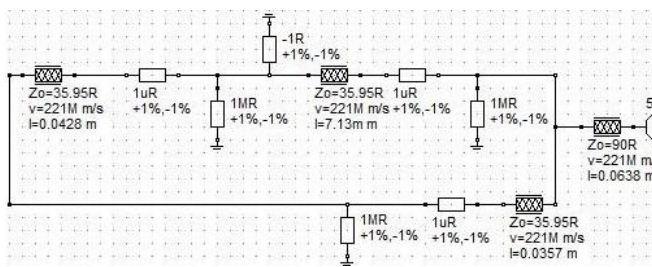 -1R
+1%,-1%
Zo=35.95R
v=221M m/s
l=0.0428 m
1uR
+1%,-1%
1MR
+1%,-1%
Zo=35.95R
v=221M m/s
l=7.13m m
1uR
+1%,-1%
1MR
+1%,-1%
5
Zo=90R
v=221M m/
l=0.0638 m
1MR
+1%,-1%
1uR
+1%,-1%
Zo=35.95R
v=221M m/s
l=0.0357 m